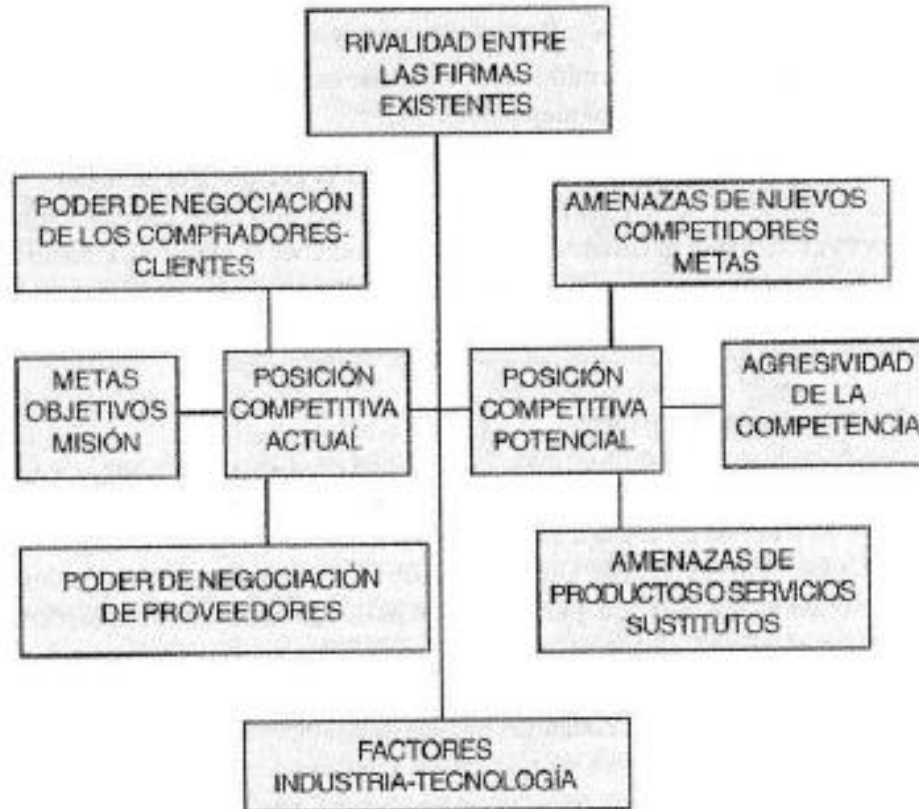 RIVALIDAD ENTRE
LAS FIRMAS
EXISTENTES
PODER DE NEGOCIACIÓN
DE LOS COMPRADORES-
CLIENTES
AMENAZAS DE NUEVOS
COMPETIDORES
METAS
METAS
OBJETIVOS
MISIÓN
POSICIÓN
COMPETITIVA
ACTUAL
POSICIÓN
COMPETITIVA
POTENCIAL
AGRESIVIDAD
DE LA
COMPETENCIA
PODER DE NEGOCIACIÓN
DE PROVEEDORES
AMENAZAS DE
PRODUCTOS O SERVICIOS
SUSTITUTOS
FACTORES
INDUSTRIA-TECNOLOGÍA